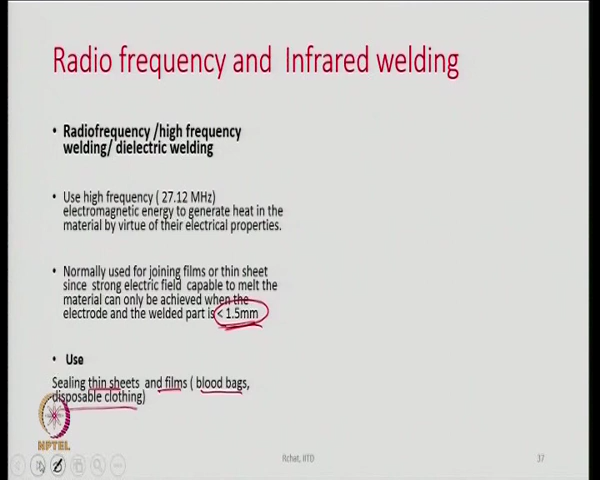 Radio frequency and Infrared welding
• Radiofrequency /high frequency
welding/ dielectric welding
• Use high frequency ( 27.12 MHz)
electromagnetic energy to generate heat in the
material by virtue of their electrical properties.
• Normally used for joining films or thin sheet
since strong electric field capable to melt the
material can only be achieved when the
electrode and the welded part is < 1.5mm
• Use
Sealing thin sheets and films ( blood bags,
disposable clothing)
NPTEL
Rchat, IITD
37